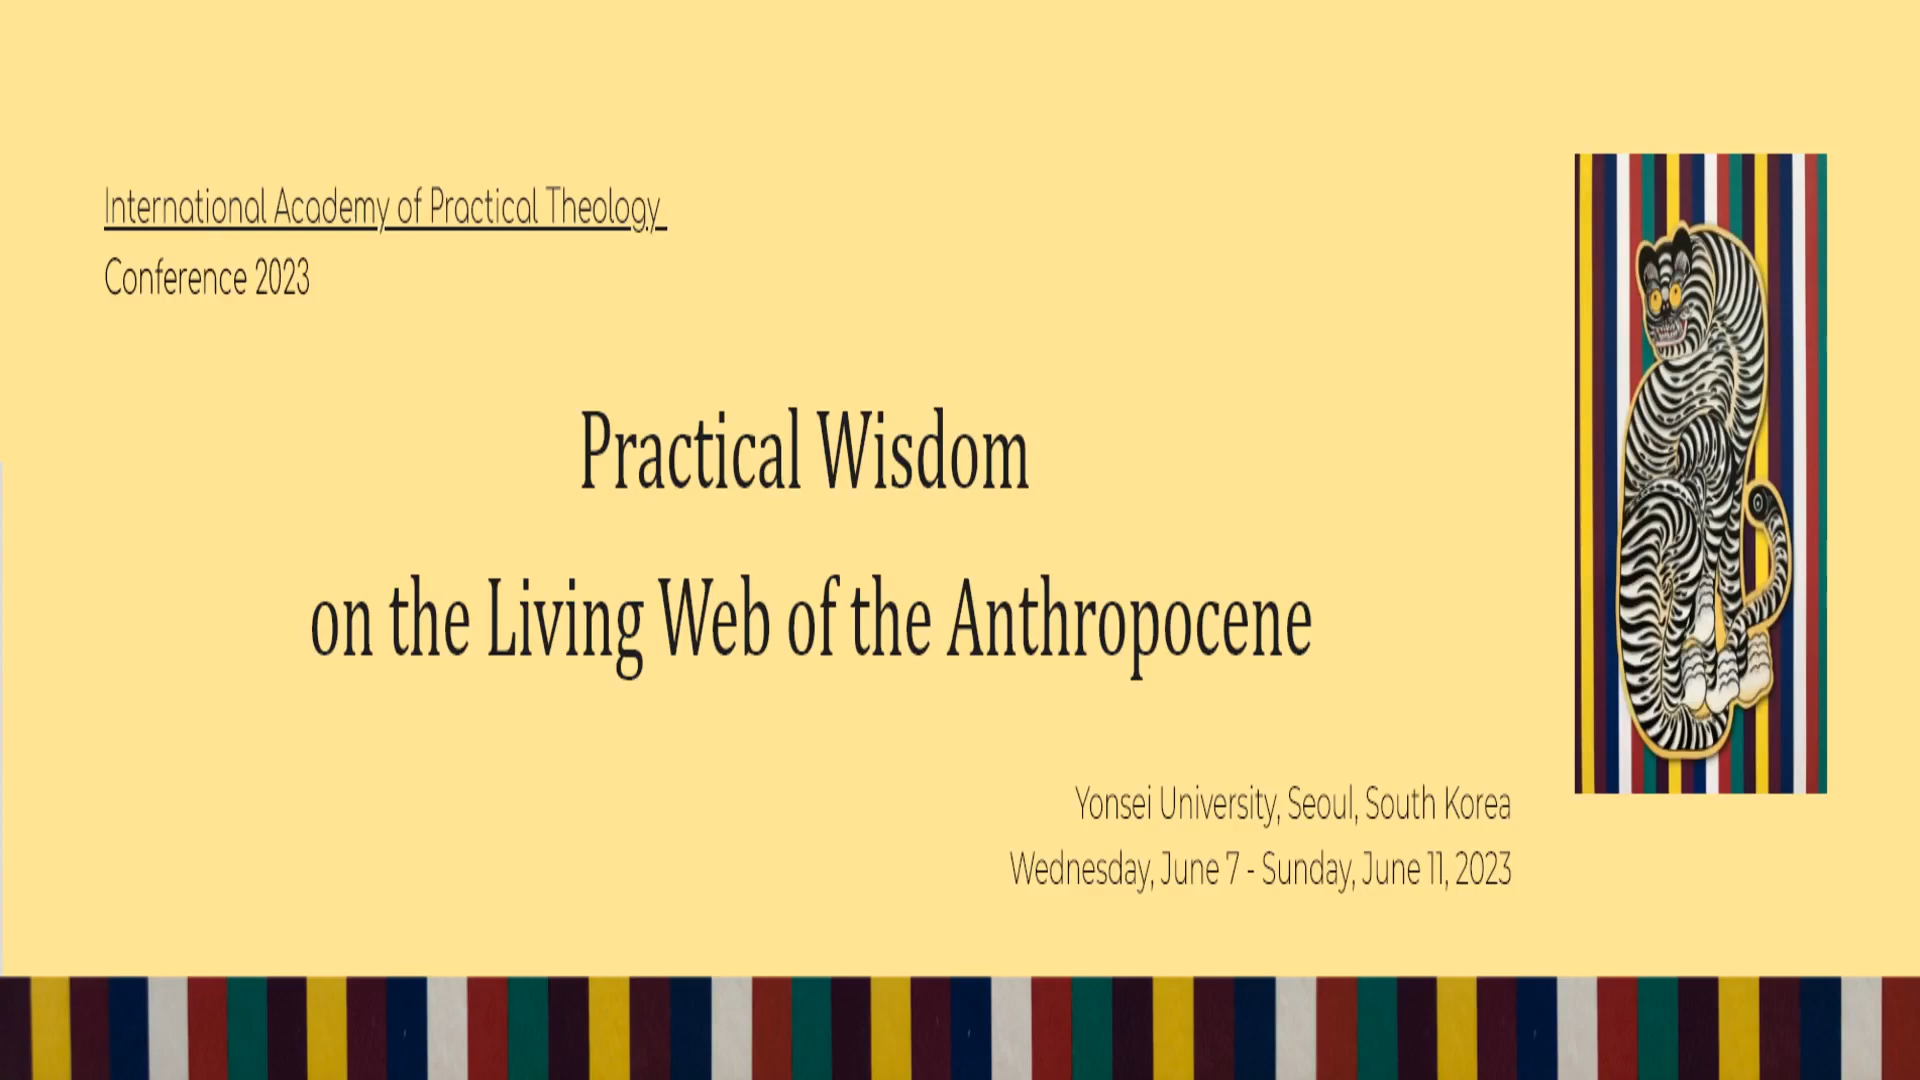 International Academy of Practical Theology
Conference 2023
Practical Wisdom
on the Living Web of the Anthropocene
Yonsei University, Seoul, South Korea
Wednesday, June 7 - Sunday, June 11, 2023